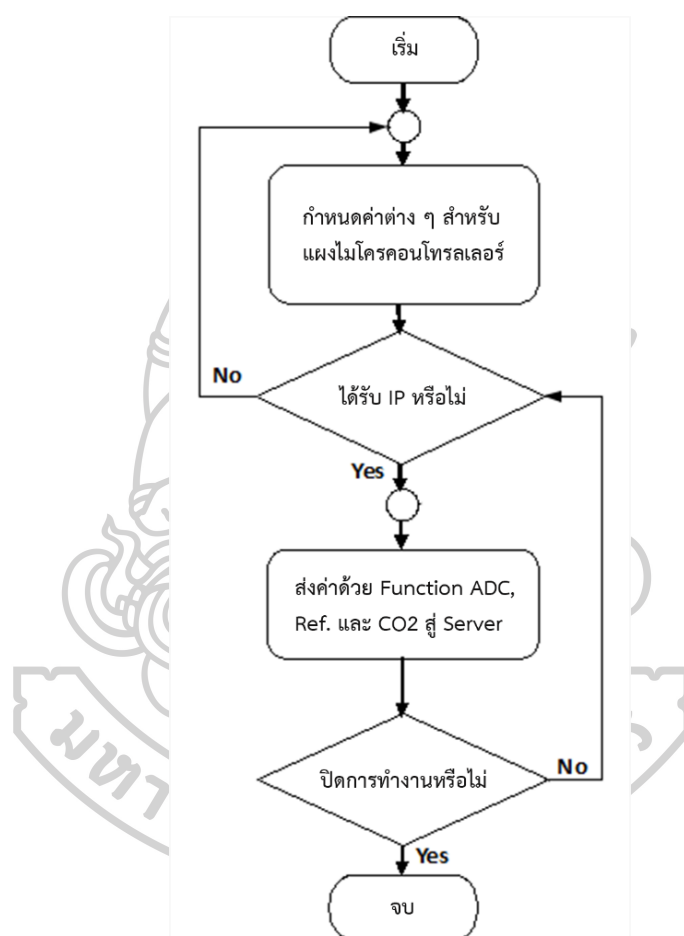 เริ่ม
กำหนดค่าต่าง ๆ สำหรับ
แผงไมโครคอนโทรลเลอร์
No
ได้รับ IP หรือไม่
Yes
ส่งค่าด้วย Function ADC,
Ref. และ CO2 สู่ Server
ปิดการทำงานหรือไม่
No
Yes
จบ